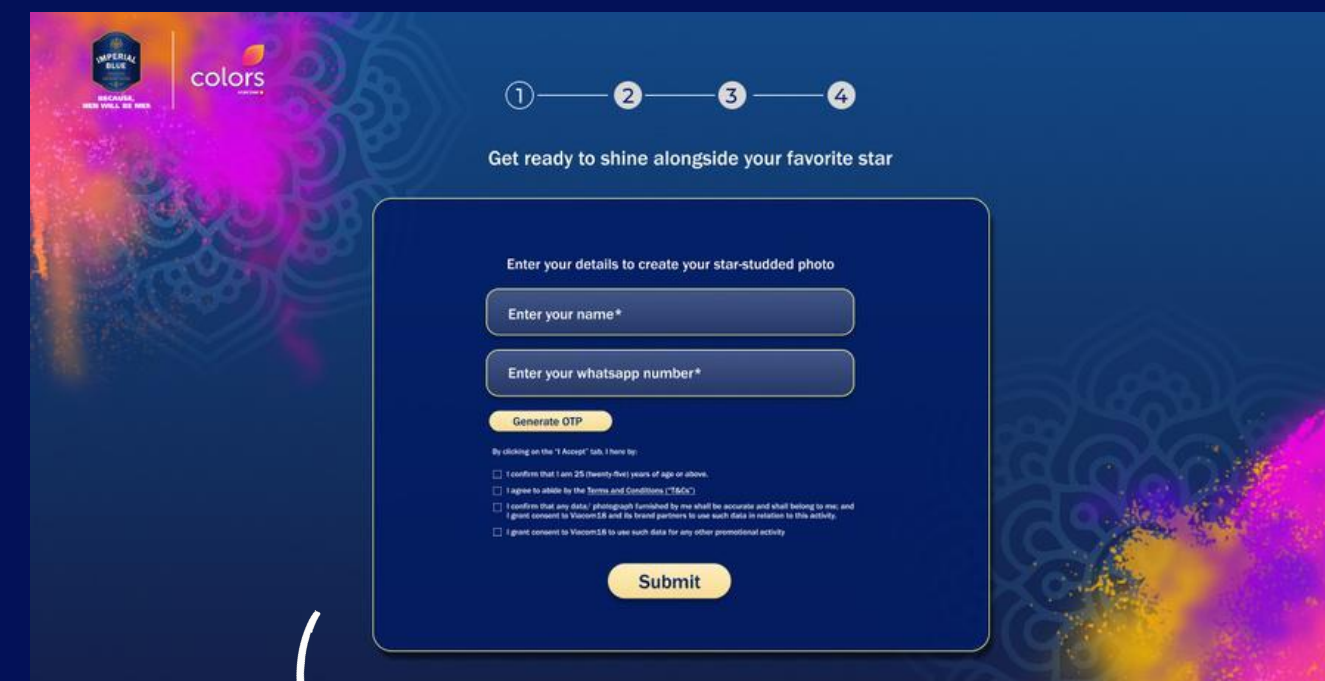 IMPERIAL
BLUE
BECAUSE,
MEN WILL BE MEN
colors
1 2 3 4
Get ready to shine alongside your favorite star
Enter your details to create your star-studded photo
Enter your name*
Enter your whatsapp number*
Generate OTP
By clicking on the "I Accept" tab, I here by:
I confirm that I am 25 (twenty-five) years of age or above.
I agree to abide by the Terms and Conditions ("T&Cs")
I confirm that any data/ photograph furnished by me shall be accurate and shall belong to me; and
I grant consent to Viacom18 and its brand partners to use such data in relation to this activity.
I grant consent to Viacom18 to use such data for any other promotional activity
Submit